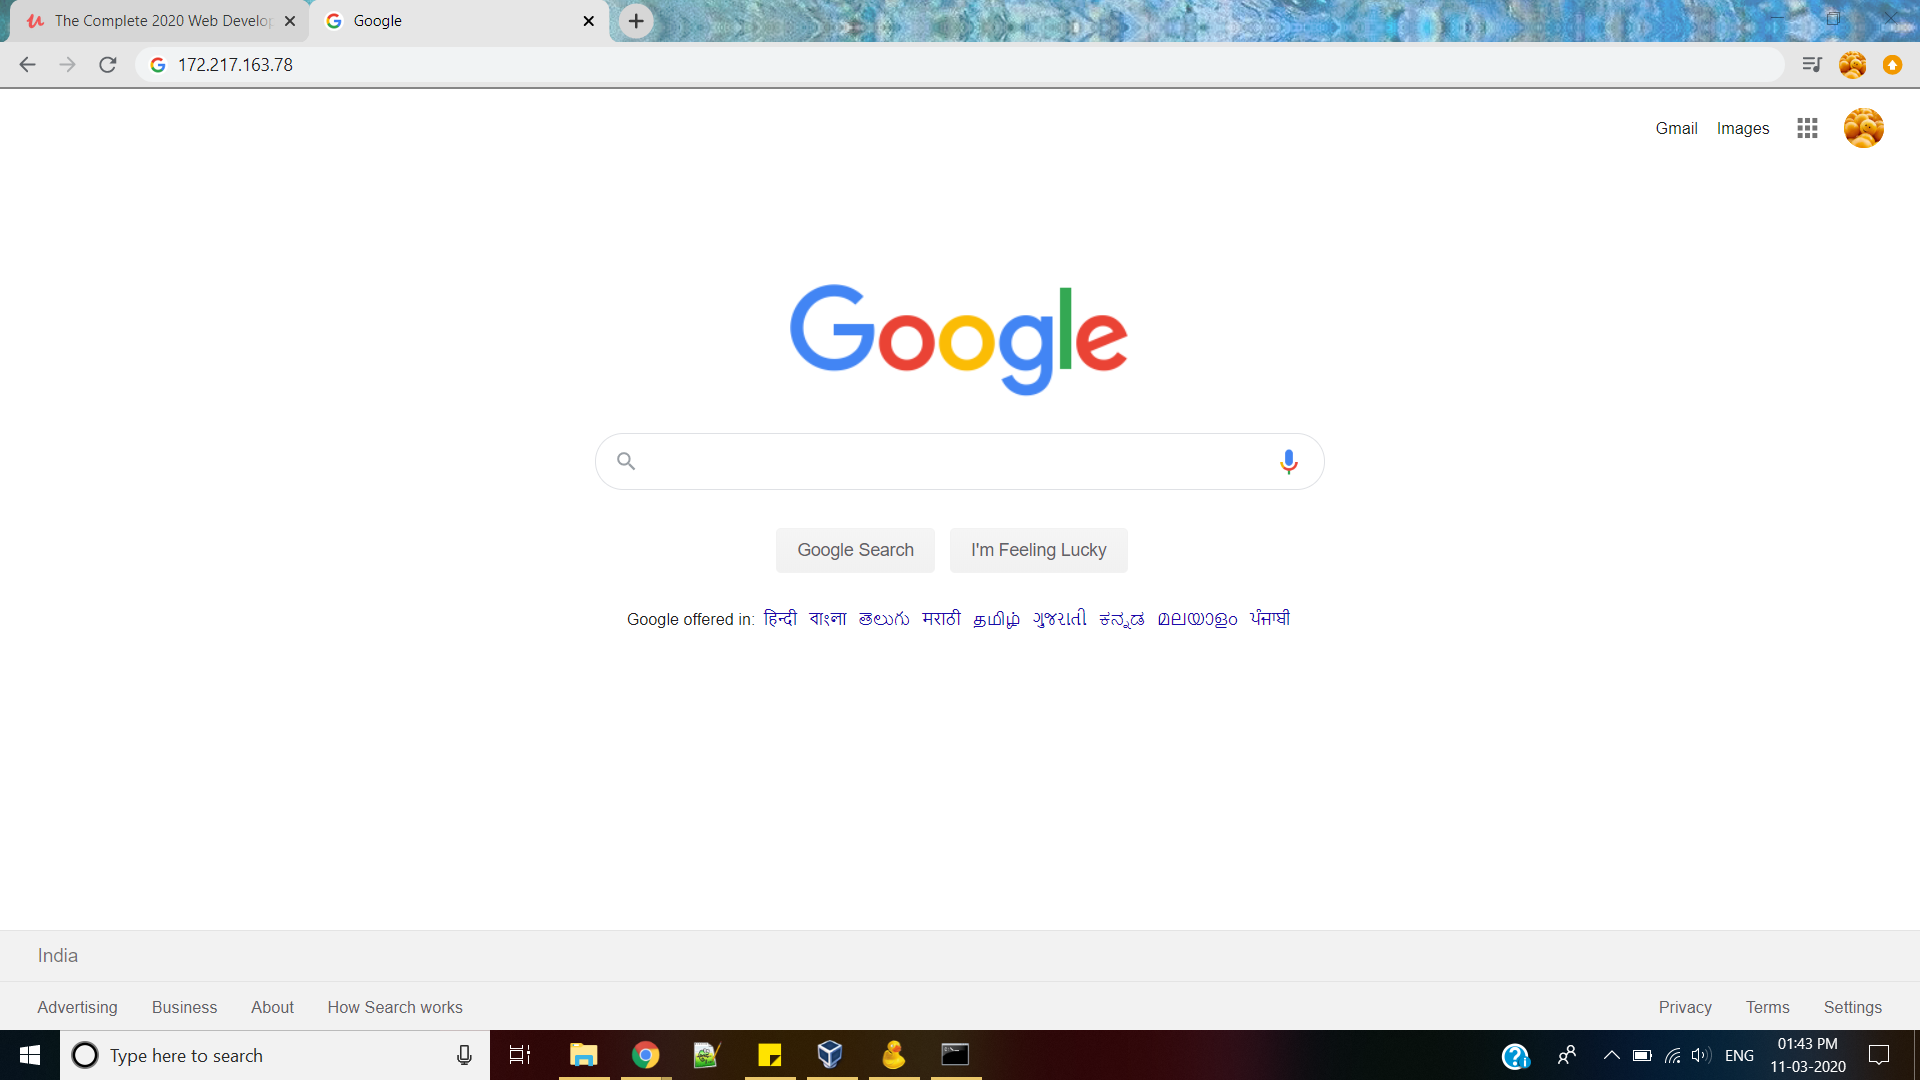 The Complete 2020 Web Develop
Google
172.217.163.78
Gmail Images
Google
Google Search I'm Feeling Lucky
Google offered in: हिन्दी বাংলা తెలుగు मराठी தமிழ் ગુજરાતી ಕನ್ನಡ മലയാളം ਪੰਜਾਬੀ
India
Advertising Business About How Search works Privacy Terms Settings
Type here to search
ENG
01:43 PM
11-03-2020